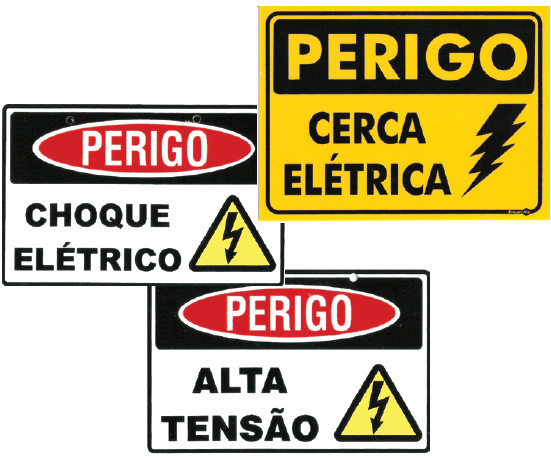 PERIGO
CERCA
ELÉTRICA
PERIGO
CHOQUE
ELÉTRICO
PERIGO
ALTA
TENSÃO